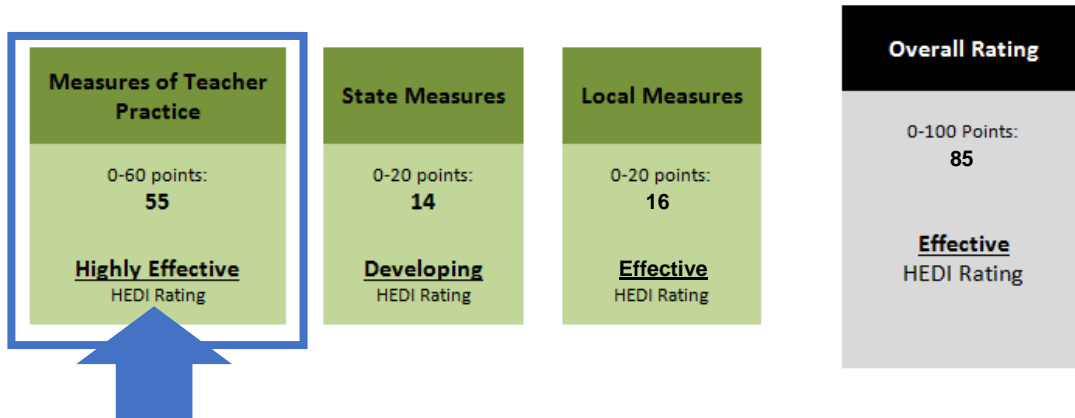 Measures of Teacher
Practice
0-60 points:
55
Highly Effective
HEDI Rating
State Measures
0-20 points:
14
Developing
HEDI Rating
Local Measures
0-20 points:
16
Effective
HEDI Rating
Overall Rating
0-100 Points:
85
Effective
HEDI Rating